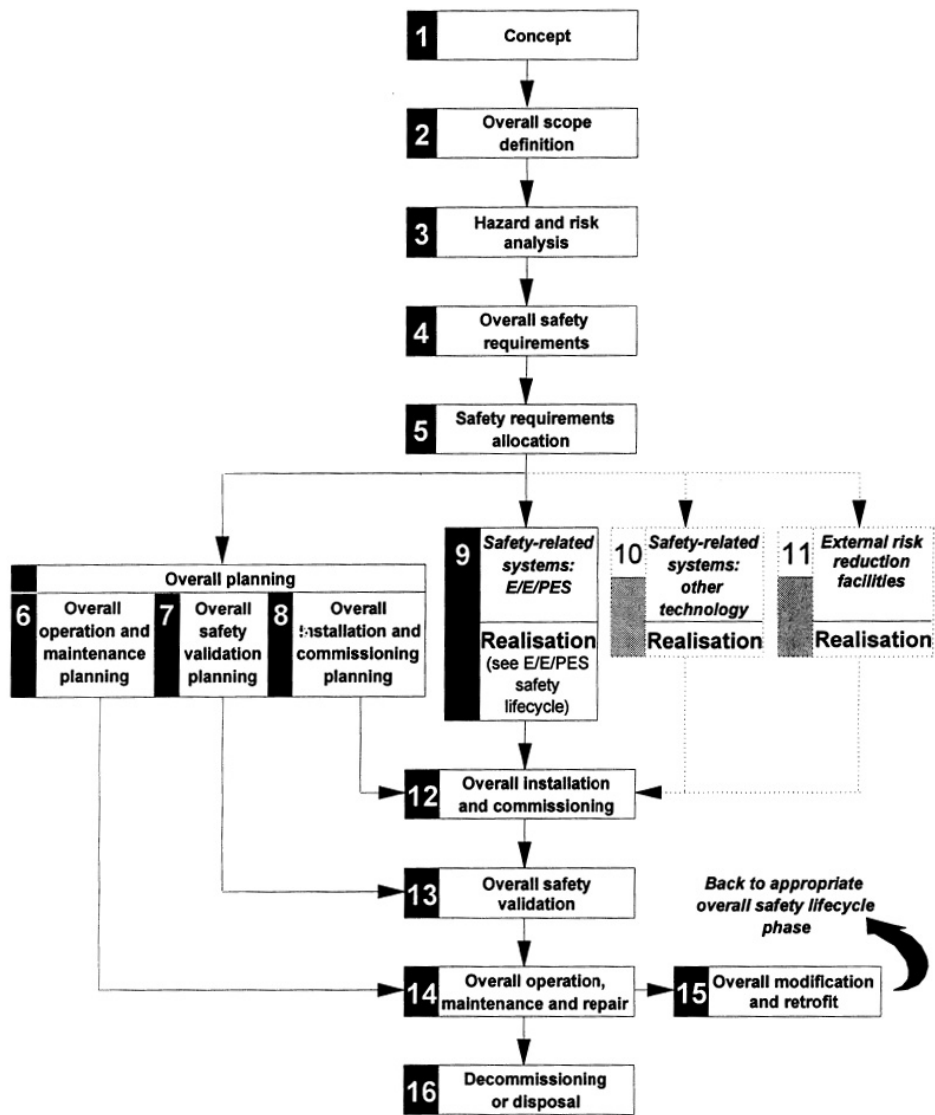 1
Concept
2
Overall scope
definition
3
Hazard and risk
analysis
4
Overall safety
requirements
5
Safety requirements
allocation
Overall planning
6
Overall
operation and
maintenance
planning
7
Overall
safety
validation
planning
8
Overall
installation and
commissioning
planning
9
Safety-related
systems:
E/E/PES
Realisation
(see E/E/PES
safety
lifecycle)
10
Safety-related
systems:
other
technology
Realisation
11
External risk
reduction
facilities
Realisation
12
Overall installation
and commissioning
13
Overall safety
validation
Back to appropriate
overall safety lifecycle
phase
14
Overall operation,
maintenance and repair
15
Overall modification
and retrofit
16
Decommissioning
or disposal